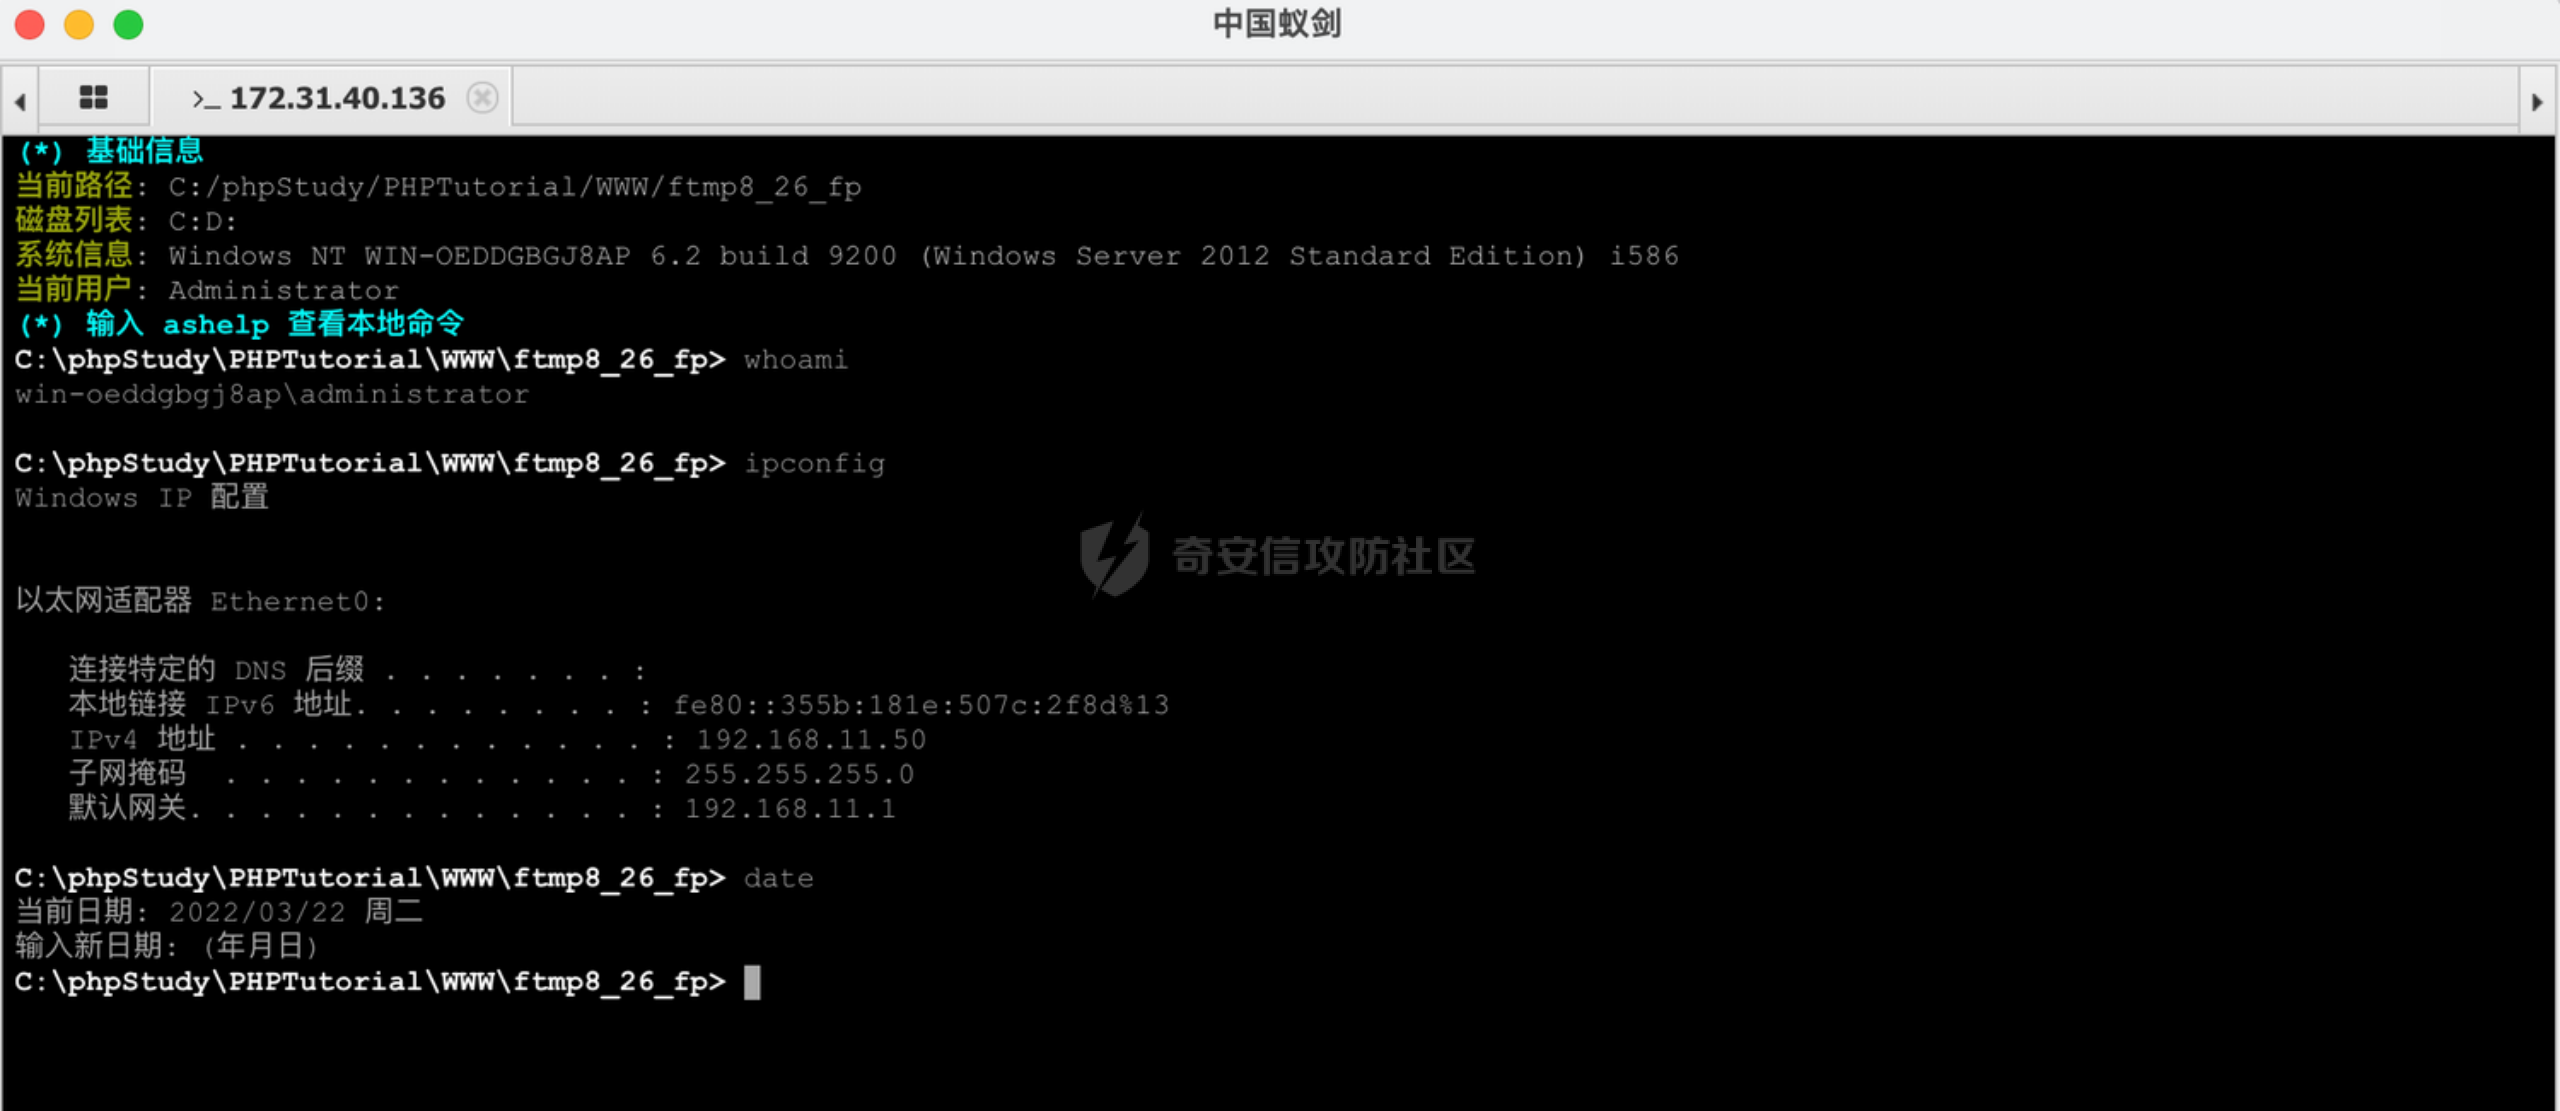 中国蚁剑
>_ 172.31.40.136
(*) 基础信息
当前路径: C:/phpStudy/PHPTutorial/WWW/ftmp8_26_fp
磁盘列表: C:D:
系统信息: Windows NT WIN-OEDDGBGJ8AP 6.2 build 9200 (Windows Server 2012 Standard Edition) i586
当前用户: Administrator
(*) 输入 ashelp 查看本地命令
C:\phpStudy\PHPTutorial\WWW\ftmp8_26_fp> whoami
win-oeddgbgj8ap\administrator
C:\phpStudy\PHPTutorial\WWW\ftmp8_26_fp> ipconfig
Windows IP 配置
奇安信攻防社区
以太网适配器 Ethernet0:
连接特定的 DNS 后缀 . . . . . . . :
本地链接 IPv6 地址. . . . . . . . : fe80::355b:181e:507c:2f8d%13
IPv4 地址 . . . . . . . . . . . . : 192.168.11.50
子网掩码  . . . . . . . . . . . . : 255.255.255.0
默认网关. . . . . . . . . . . . . : 192.168.11.1
C:\phpStudy\PHPTutorial\WWW\ftmp8_26_fp> date
当前日期: 2022/03/22 周二
输入新日期: (年月日)
C:\phpStudy\PHPTutorial\WWW\ftmp8_26_fp>